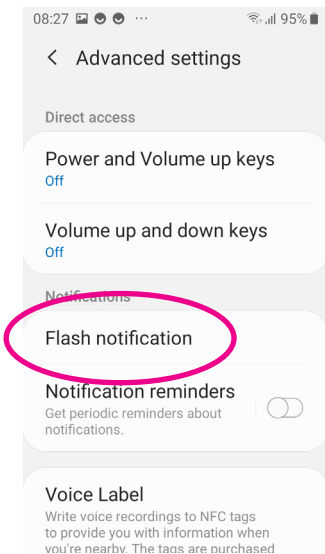 08:27 ... 95%
< Advanced settings
Direct access
Power and Volume up keys
Off
Volume up and down keys
Off
Notifications
Flash notification
Notification reminders
Get periodic reminders about
notifications.
Voice Label
Write voice recordings to NFC tags
to provide you with information when
you're nearby. The tags are purchased